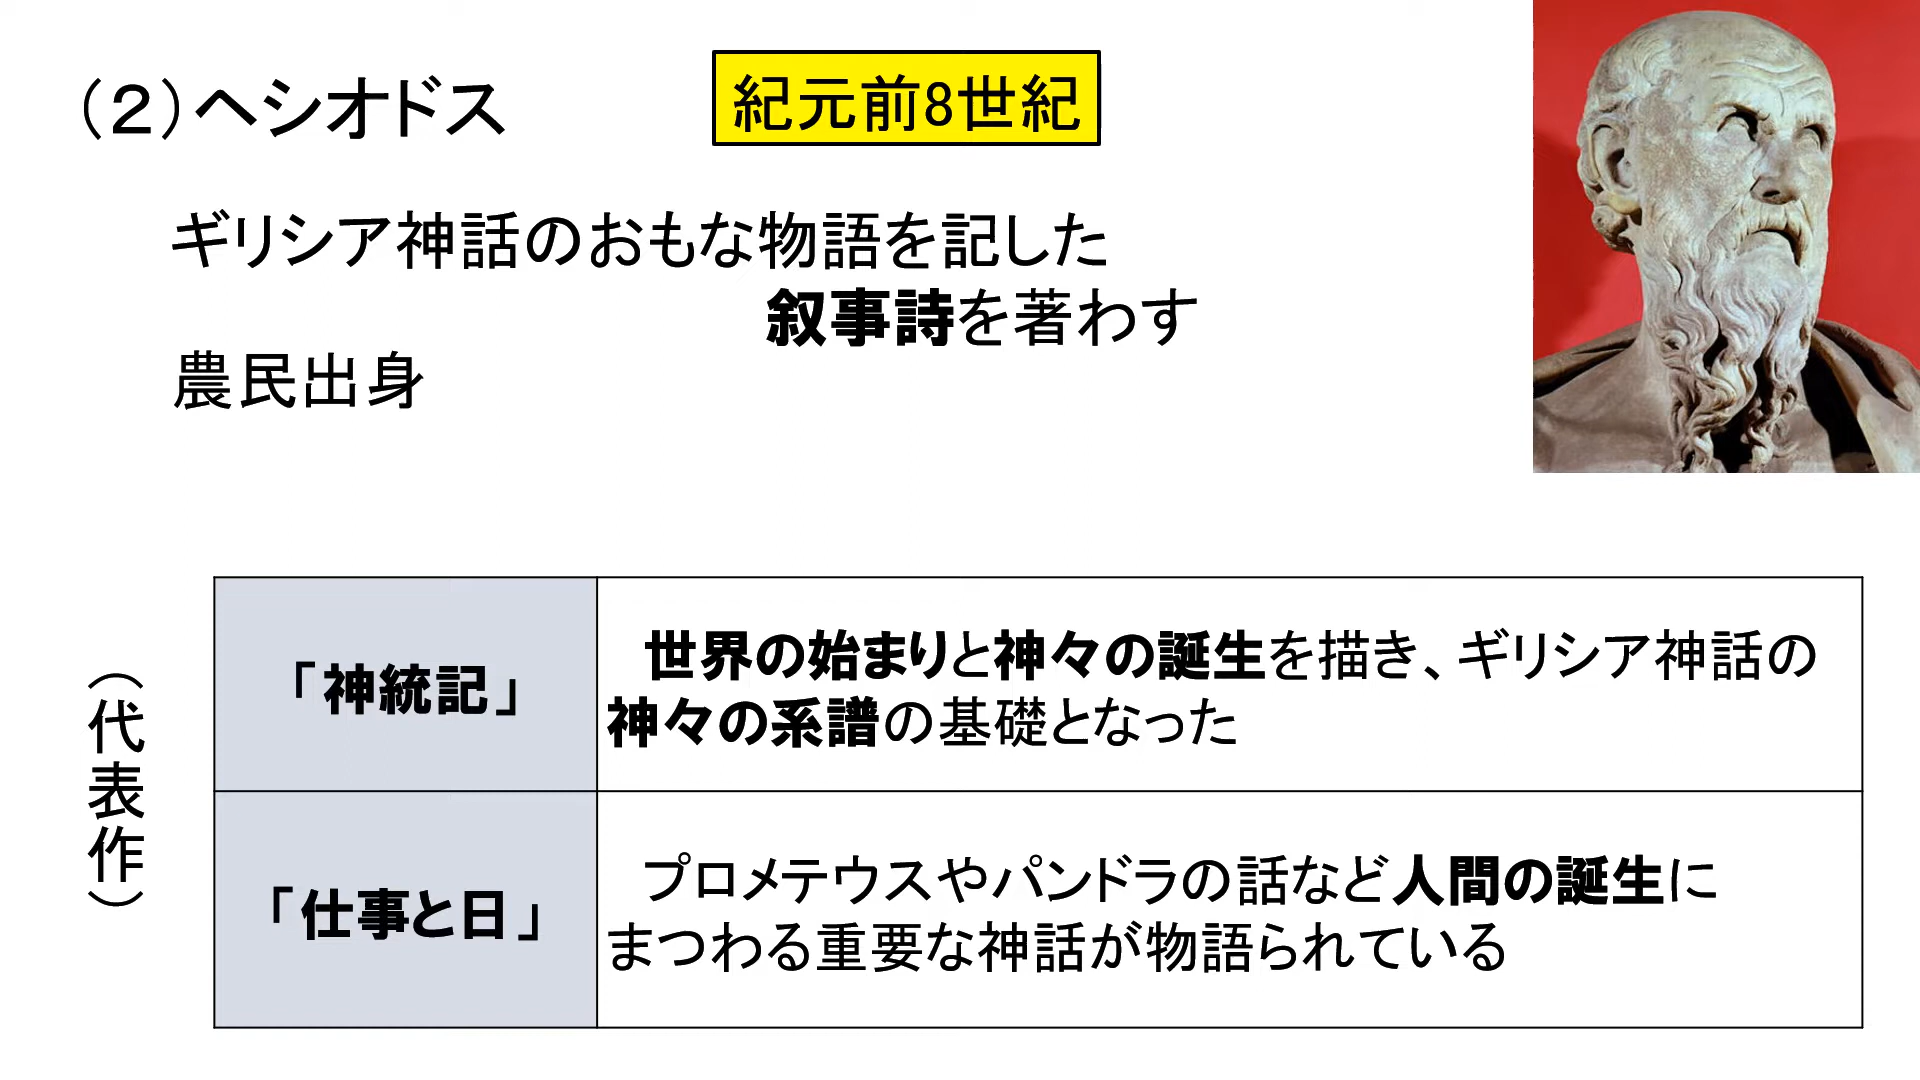 （２）ヘシオドス
紀元前8世紀
ギリシア神話のおもな物語を記した
叙事詩を著わす
農民出身
（代表作）
「神統記」
世界の始まりと神々の誕生を描き、ギリシア神話の
神々の系譜の基礎となった
「仕事と日」
プロメテウスやパンドラの話など人間の誕生に
まつわる重要な神話が物語られている